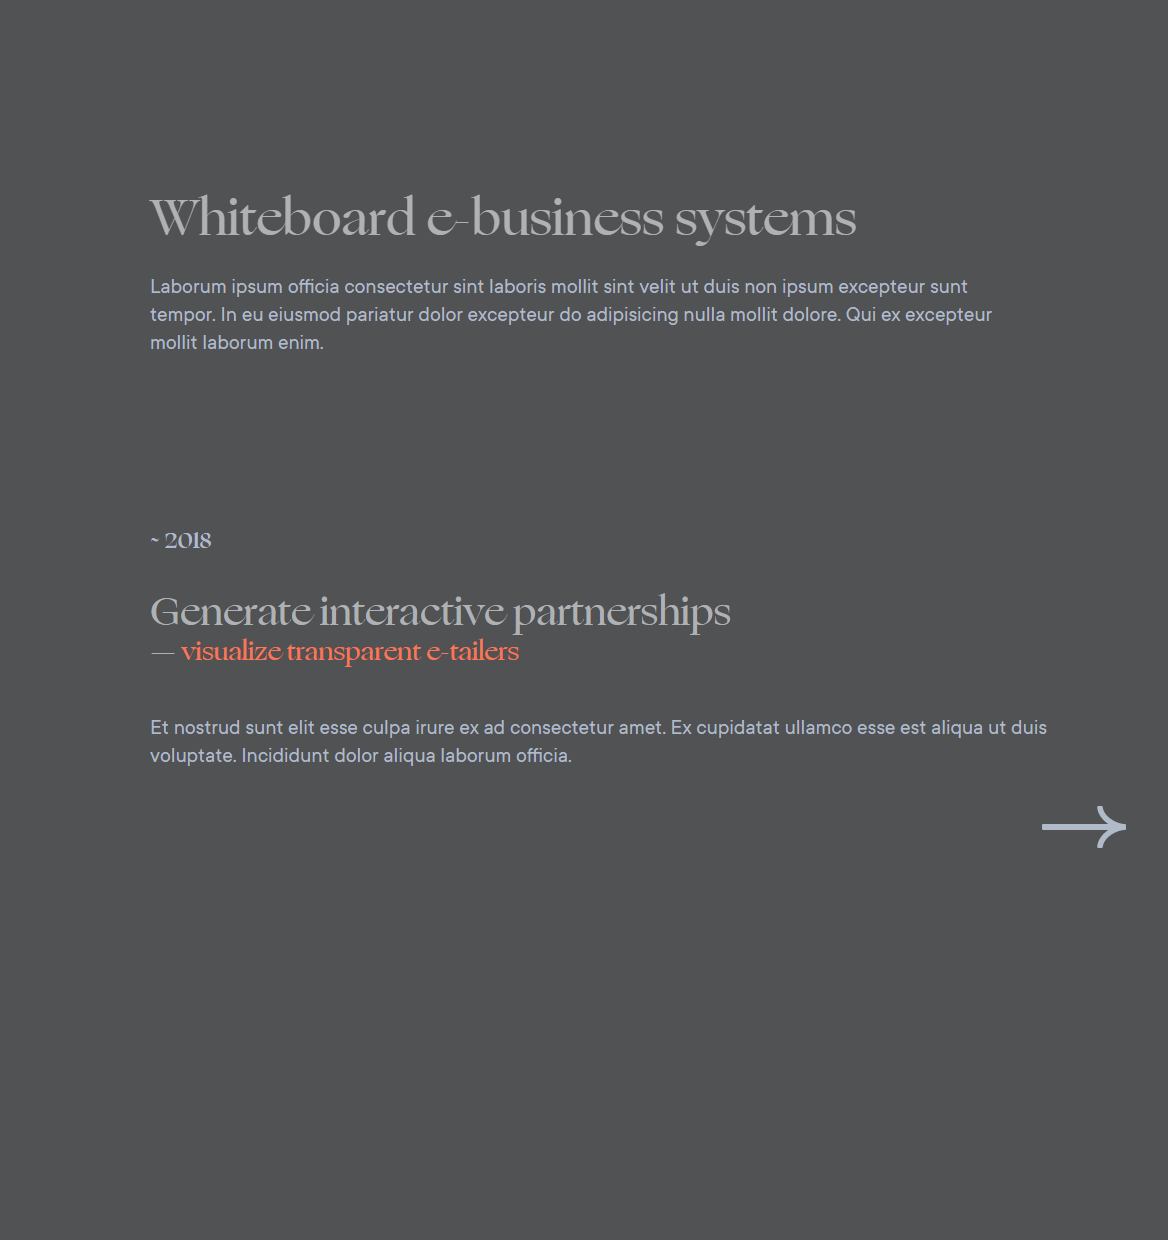 Whiteboard e-business systems
Laborum ipsum officia consectetur sint laboris mollit sint velit ut duis non ipsum excepteur sunt
tempor. In eu eiusmod pariatur dolor excepteur do adipisicing nulla mollit dolore. Qui ex excepteur
mollit laborum enim.
~ 2018
Generate interactive partnerships
— visualize transparent e-tailers
Et nostrud sunt elit esse culpa irure ex ad consectetur amet. Ex cupidatat ullamco esse est aliqua ut duis
voluptate. Incididunt dolor aliqua laborum officia.